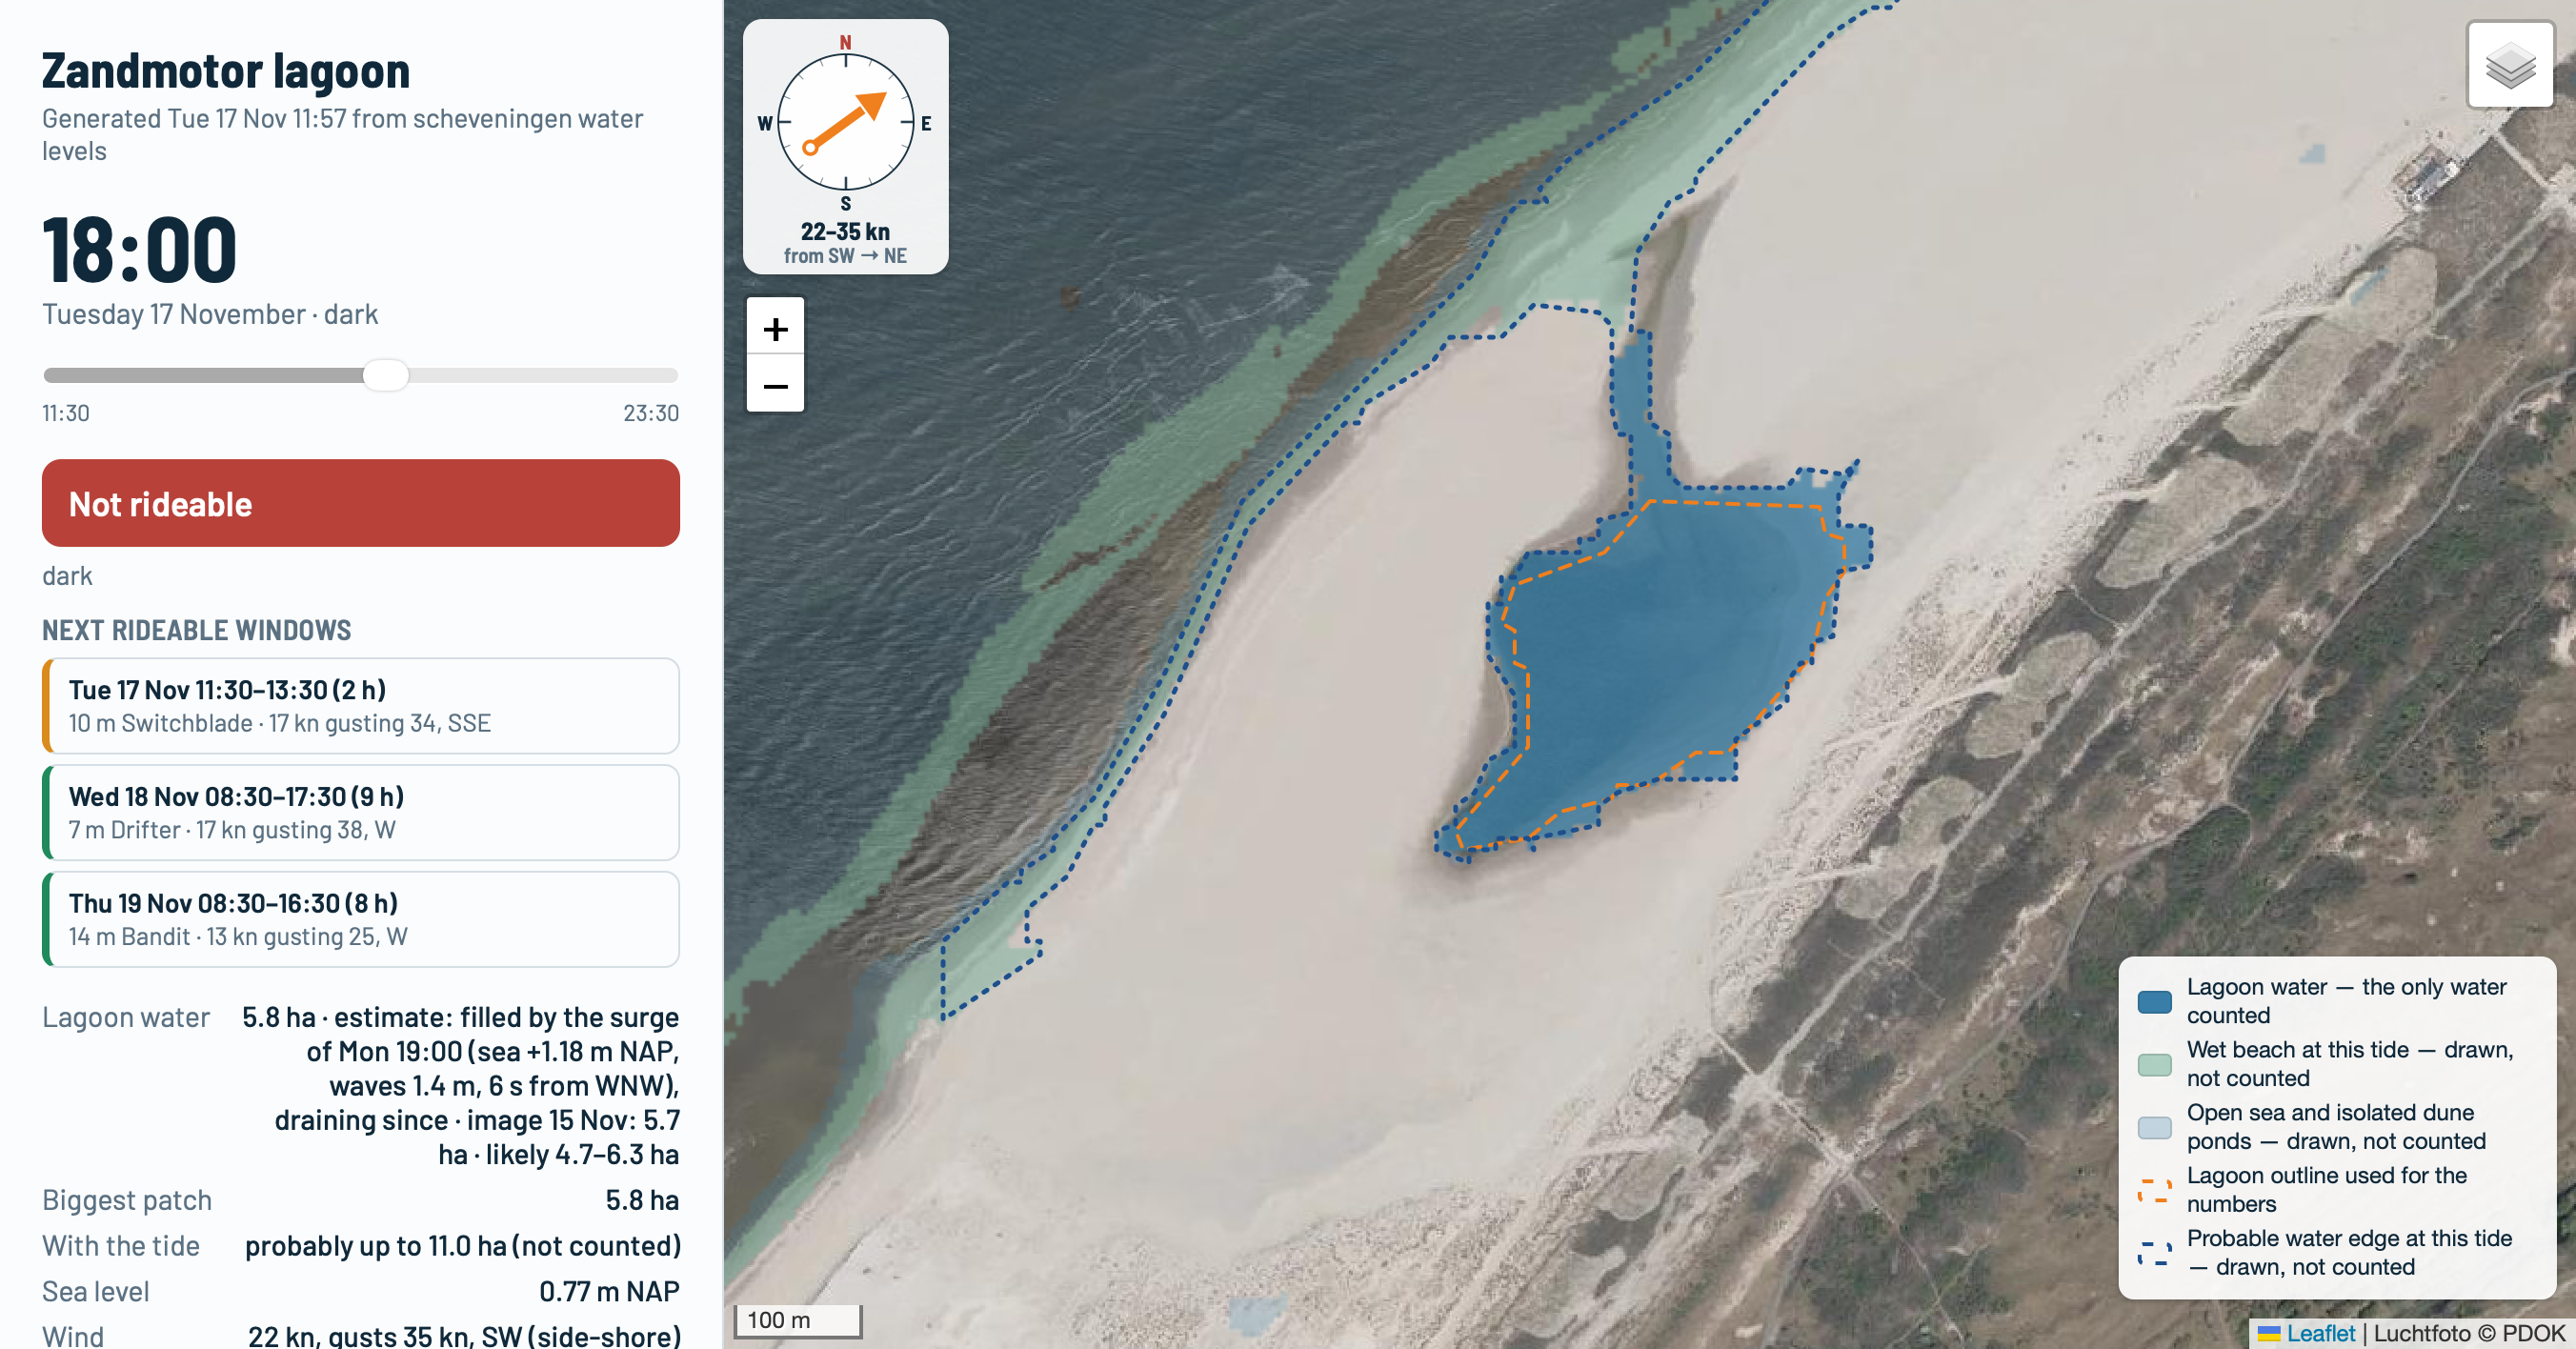 Zandmotor lagoon
Generated Tue 17 Nov 11:57 from scheveningen water
levels
18:00
Tuesday 17 November · dark
11:30
23:30
Not rideable
dark
NEXT RIDEABLE WINDOWS
Tue 17 Nov 11:30–13:30 (2 h)
10 m Switchblade · 17 kn gusting 34, SSE
Wed 18 Nov 08:30–17:30 (9 h)
7 m Drifter · 17 kn gusting 38, W
Thu 19 Nov 08:30–16:30 (8 h)
14 m Bandit · 13 kn gusting 25, W
Lagoon water 5.8 ha · estimate: filled by the surge
of Mon 19:00 (sea +1.18 m NAP,
waves 1.4 m, 6 s from WNW),
draining since · image 15 Nov: 5.7
ha · likely 4.7–6.3 ha
Biggest patch 5.8 ha
With the tide probably up to 11.0 ha (not counted)
Sea level 0.77 m NAP
Wind 22 kn, gusts 35 kn, SW (side-shore)
N
W
E
S
22–35 kn
from SW → NE
+
−
Lagoon water — the only water
counted
Wet beach at this tide — drawn,
not counted
Open sea and isolated dune
ponds — drawn, not counted
Lagoon outline used for the
numbers
Probable water edge at this tide
— drawn, not counted
100 m
Leaflet | Luchtfoto © PDOK